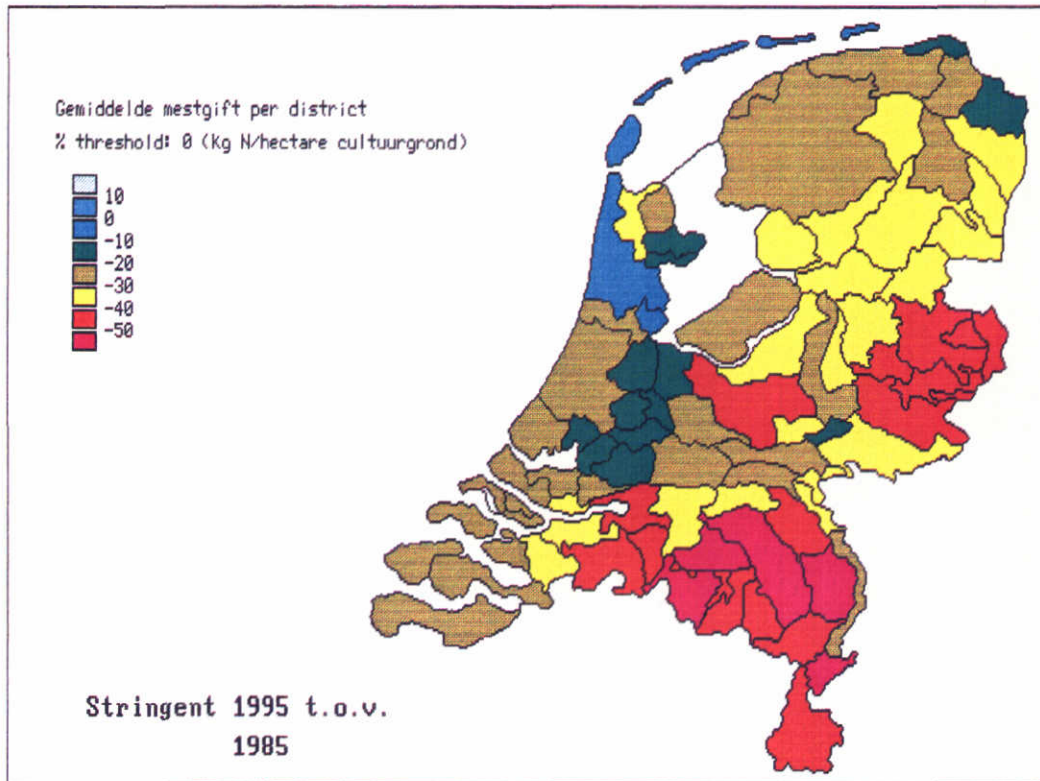 Gemiddelde mestgift per district
% threshold: 0 (kg N/hectare cultuurgrond)
10
0
-10
-20
-30
-40
-50
Stringent 1995 t.o.v.
1985